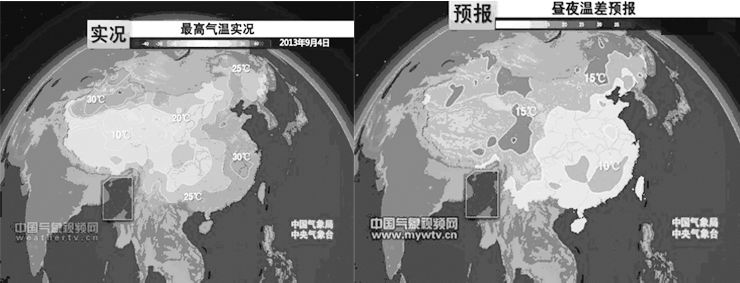 实况
最高气温实况
2013年9月4日
25℃
30℃
20℃
10℃
30℃
25℃
中国气象视频网
weathertv.cn
中国气象局
中央气象台
预报
昼夜温差预报
15℃
15℃
10℃
中国气象视频网
www.mywtv.cn
中国气象局
中央气象台